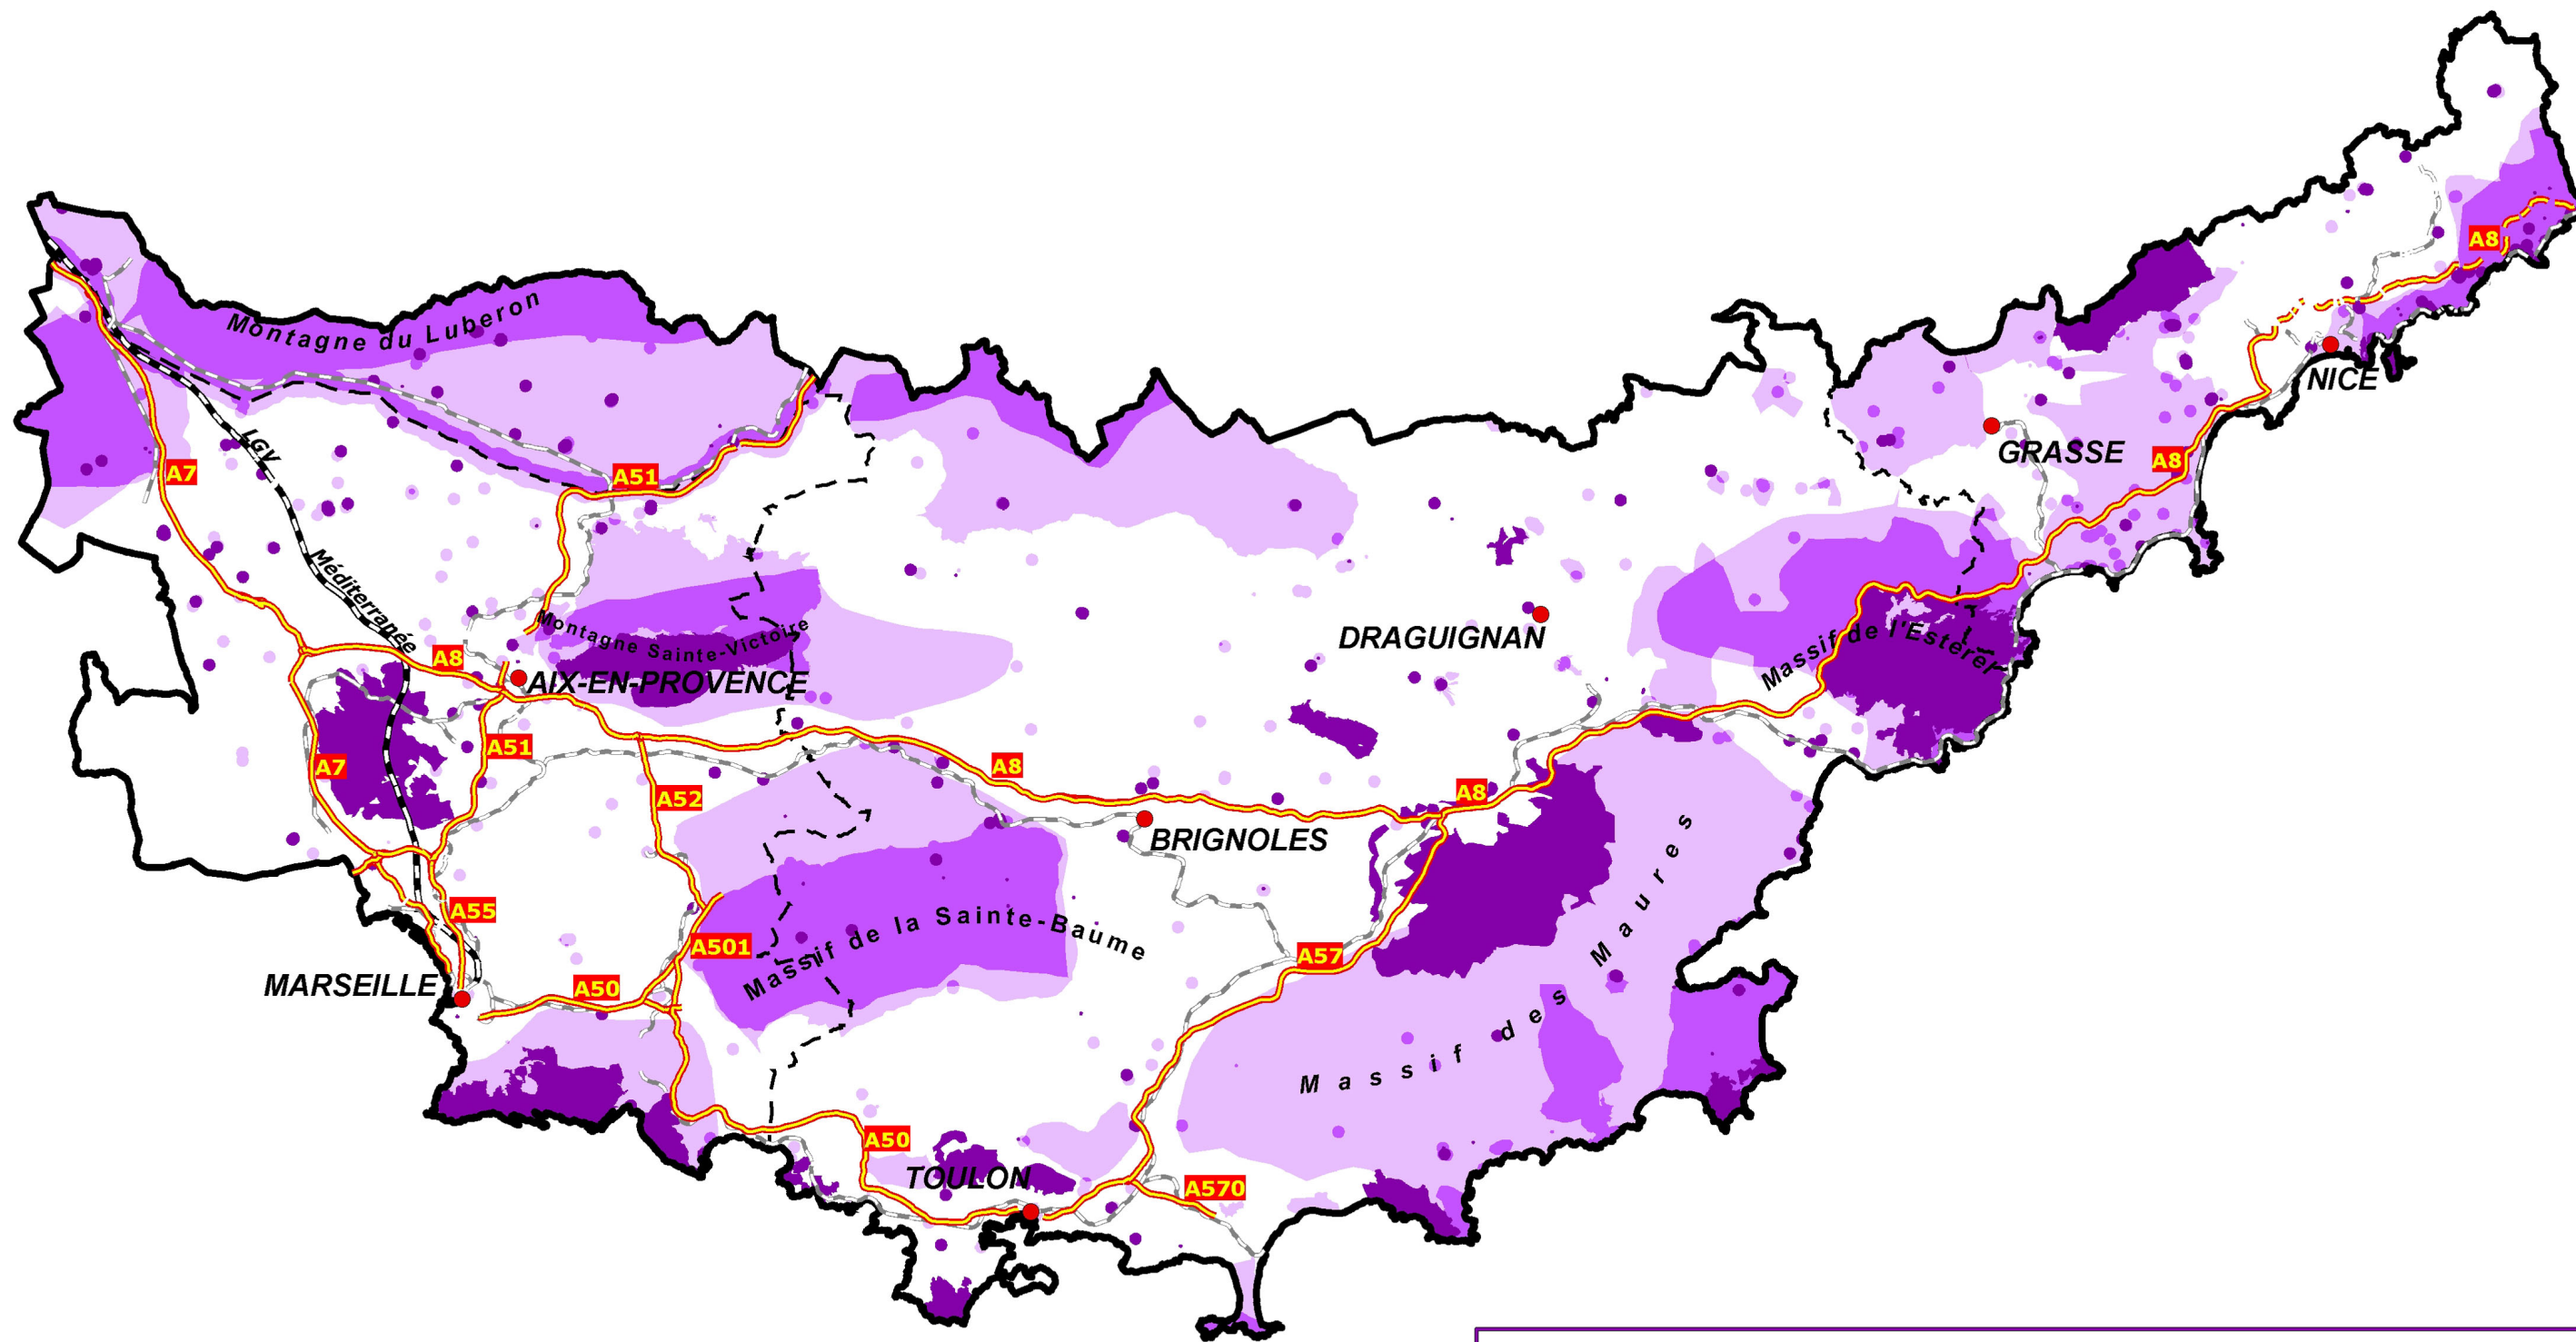 A8
Montagne du Luberon
NICE
LGV
GRASSE
A7
A51
A8
Méditerranée
Montagne Sainte-Victoire
DRAGUIGNAN
A8
Massif de l'Esterel
AIX-EN-PROVENCE
A51
A7
A8
A52
A8
BRIGNOLES
A55
Massif de la Sainte-Baume
A501
A57
Massif des Maures
MARSEILLE
A50
A50
TOULON
A570